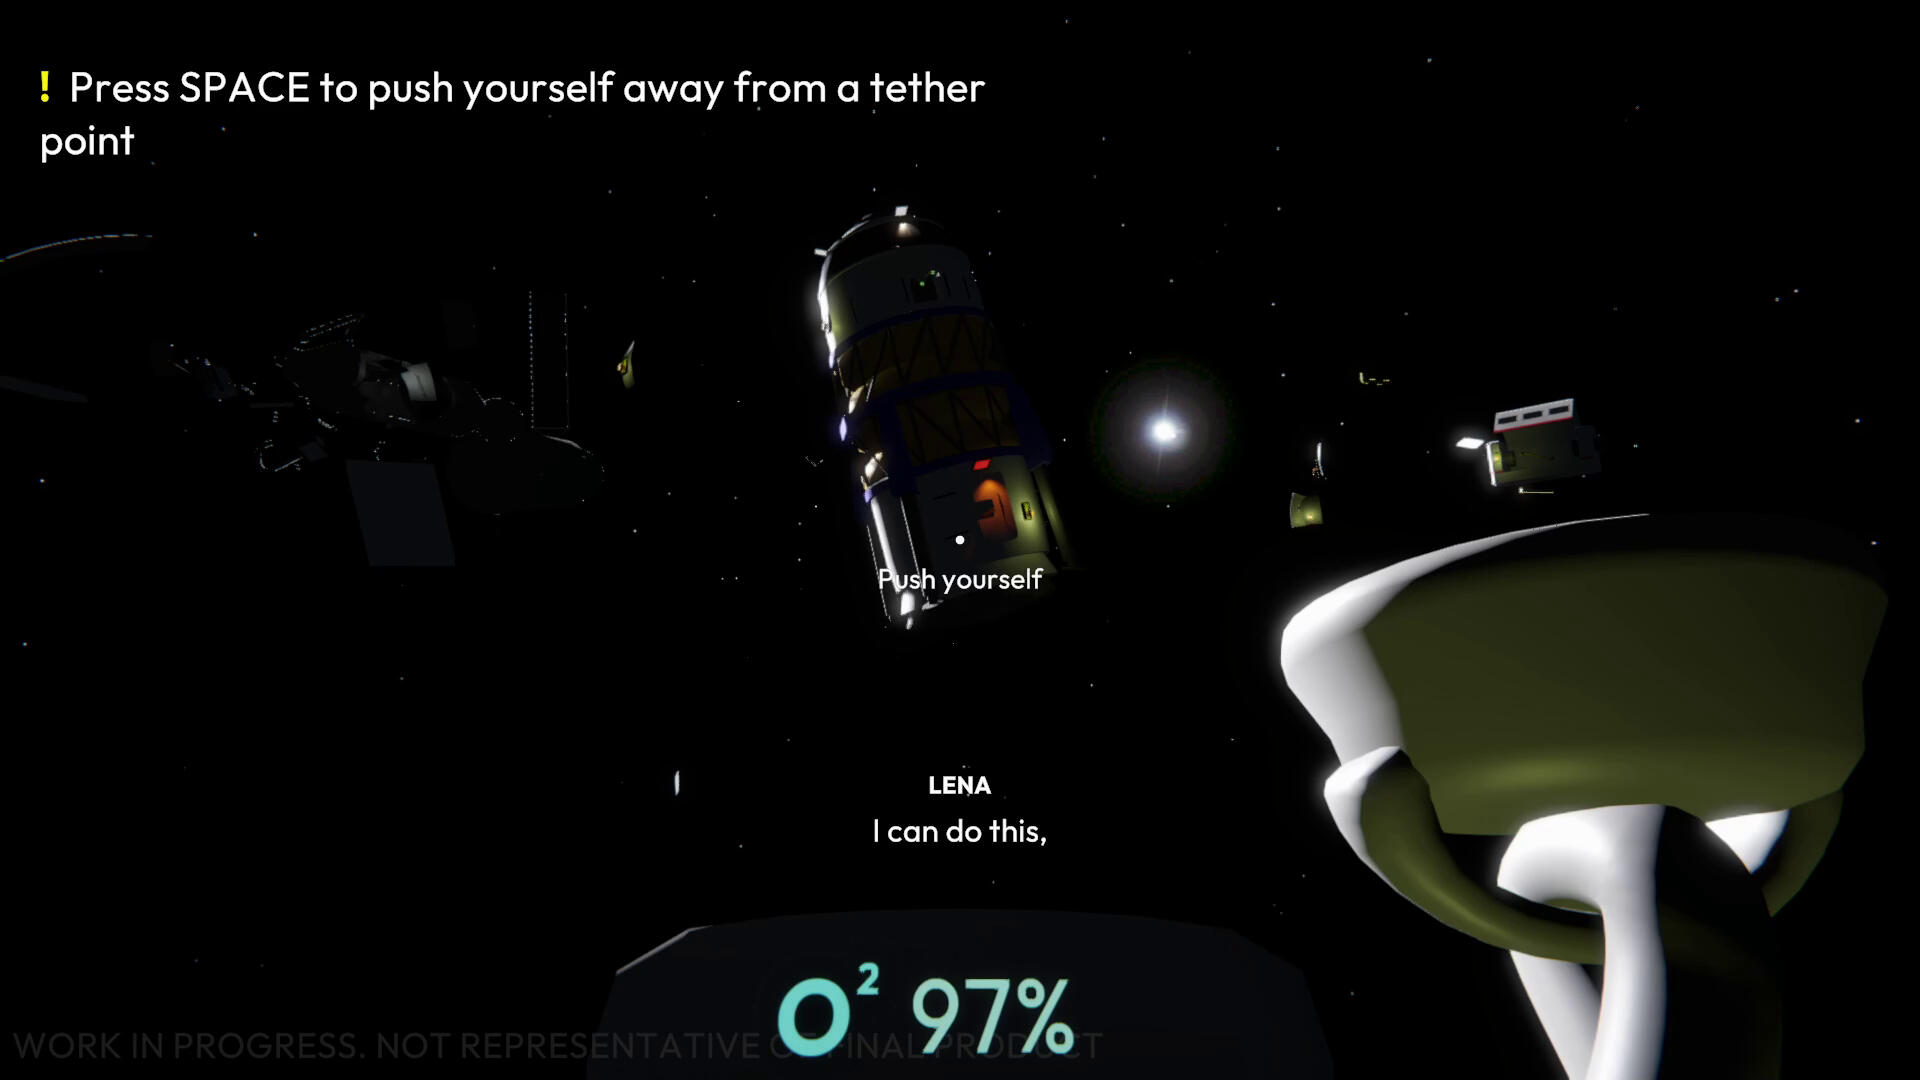 ! Press SPACE to push yourself away from a tether
point
Push yourself
LENA
I can do this,
O² 97%
WORK IN PROGRESS. NOT REPRESENTATIVE OF FINAL PRODUCT